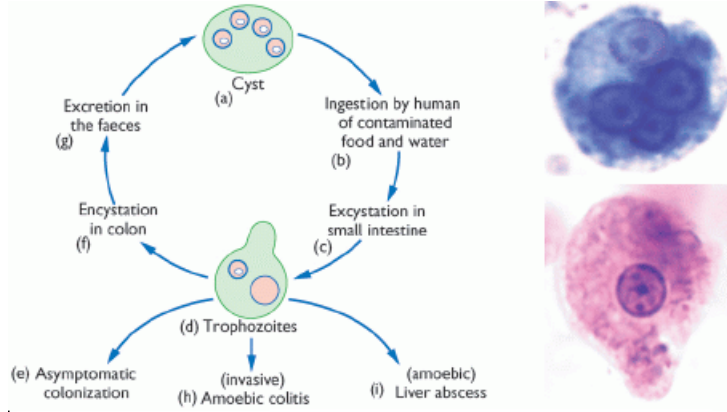 Cyst
(a)
Ingestion by human
of contaminated
food and water
(b)
Excystation in
small intestine
(c)
(d) Trophozoites
(e) Asymptomatic
colonization
(invasive)
(h) Amoebic colitis
(amoebic)
(i) Liver abscess
Encystation
in colon
(f)
Excretion in
the faeces
(g)